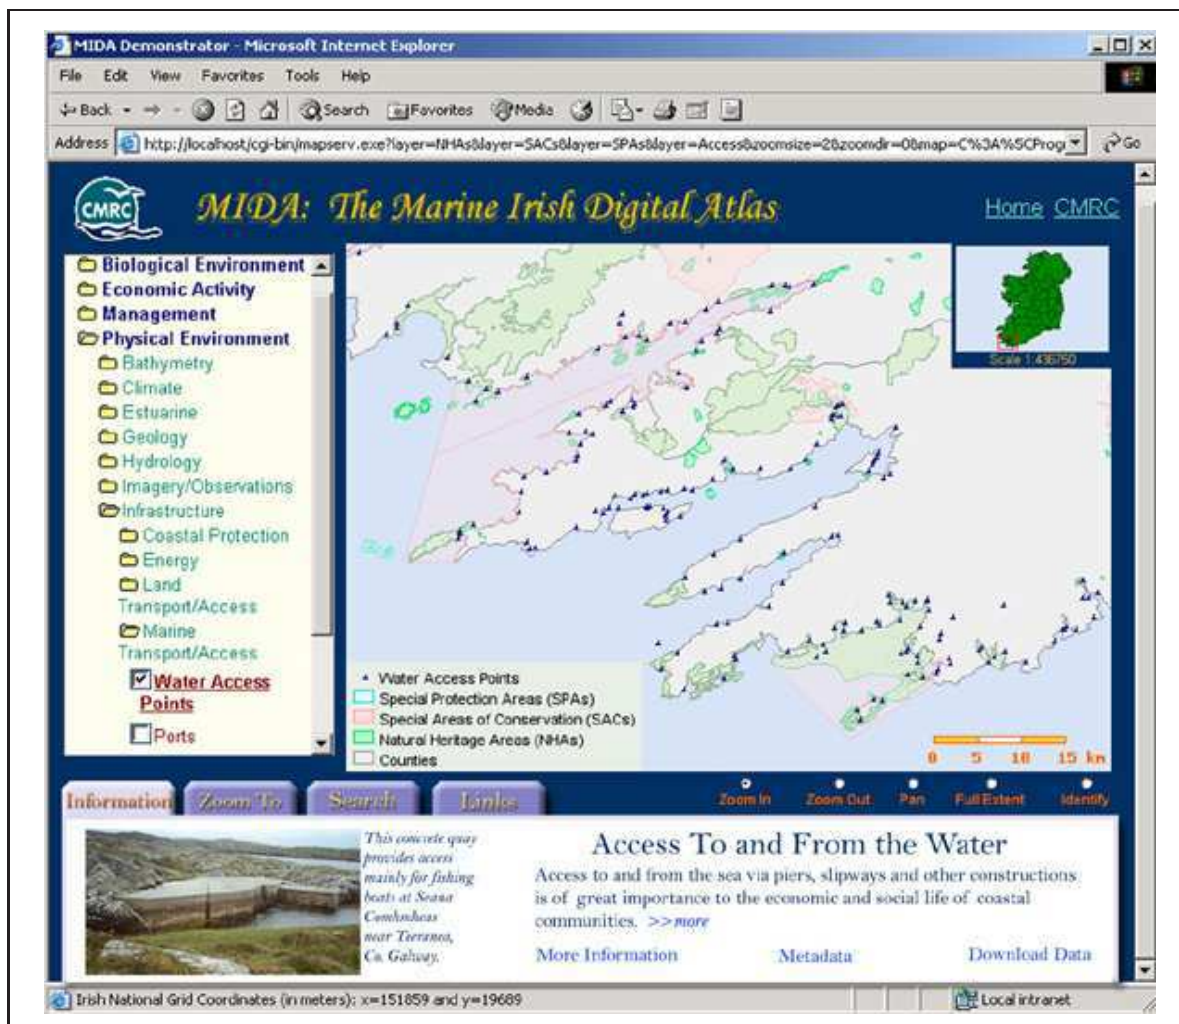 MIDA Demonstrator - Microsoft Internet Explorer
File Edit View Favorites Tools Help
Back Search Favorites Media
Address http://localhost/cgi-bin/mapserv.exe?layer=NHAs&layer=SACs&layer=SPAs&layer=Access&zoomsize=2&zoomdir=0&map=C%3A%5CProg Go
CMRC
MIDA: The Marine Irish Digital Atlas
Home CMRC
Biological Environment
Economic Activity
Management
Physical Environment
Bathymetry
Climate
Estuarine
Geology
Hydrology
Imagery/Observations
Infrastructure
Coastal Protection
Energy
Land
Transport/Access
Marine
Transport/Access
Water Access
Points
Ports
Scale 1:436750
Water Access Points
Special Protection Areas (SPAs)
Special Areas of Conservation (SACs)
Natural Heritage Areas (NHAs)
Counties
0 5 10 15 km
Information Zoom To Search Links
Zoom In Zoom Out Pan Full Extent Identify
This concrete quay
provides access
mainly for fishing
boats at 
near 
Co. Galway.
Access To and From the Water
Access to and from the sea via piers, slipways and other constructions
is of great importance to the economic and social life of coastal
communities. >>more
More Information Metadata Download Data
Irish National Grid Coordinates (in meters): x=151859 and y=19689
Local intranet